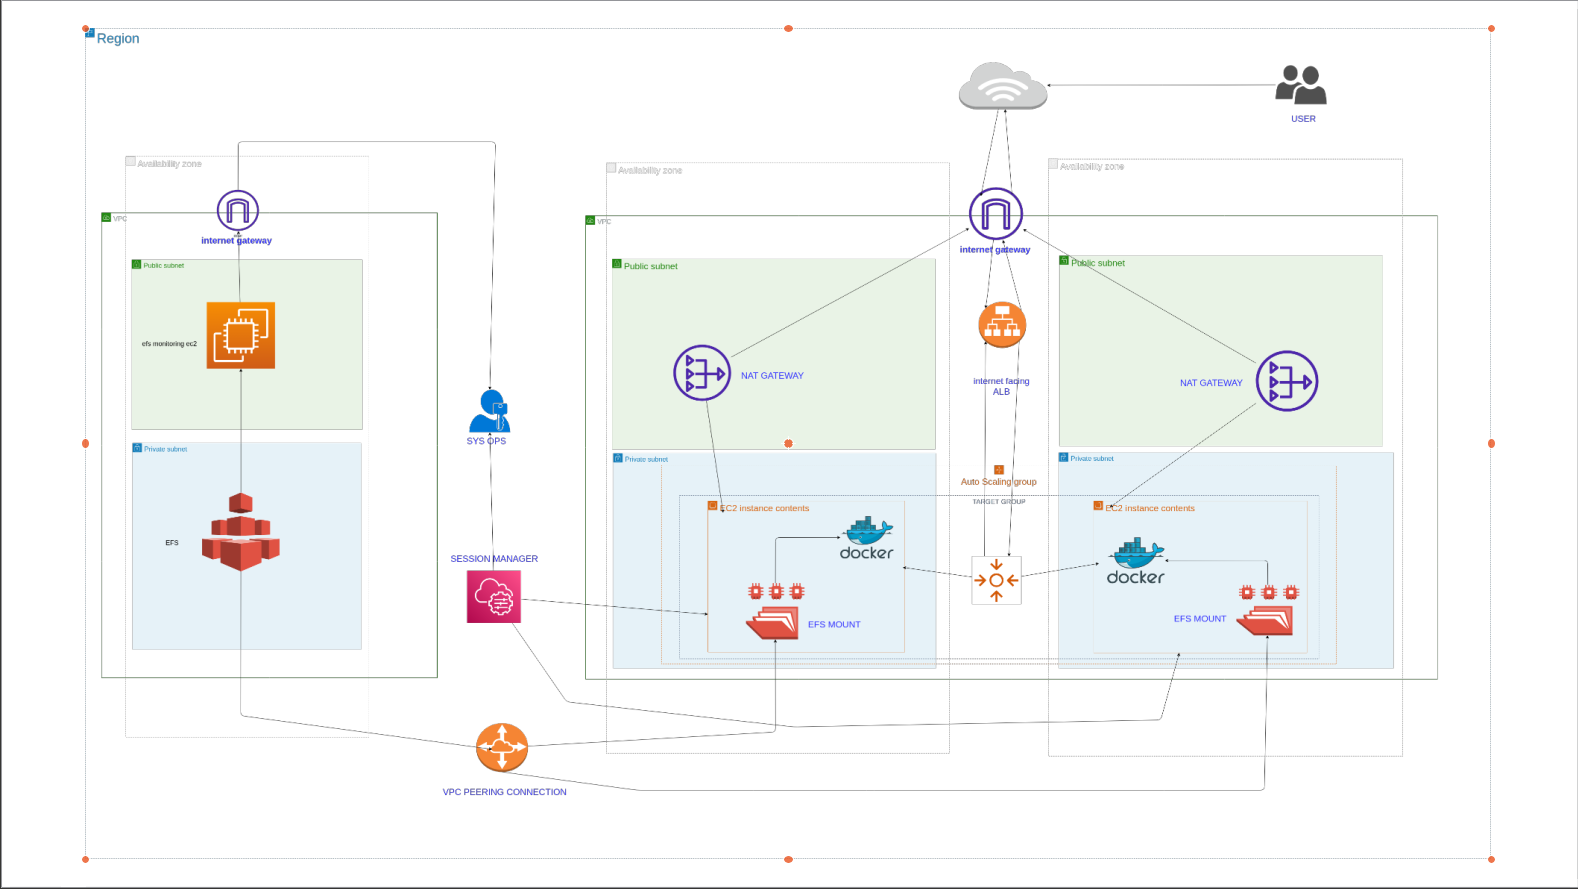 Region
USER
Availability zone
Availability zone
Availability zone
VPC
internet gateway
Public subnet
efs monitoring ec2
Private subnet
EFS
SYS OPS
SESSION MANAGER
VPC PEERING CONNECTION
VPC
internet gateway
Public subnet
NAT GATEWAY
internet facing
ALB
Public subnet
NAT GATEWAY
Private subnet
Auto Scaling group
TARGET GROUP
EC2 instance contents
docker
EFS MOUNT
Private subnet
EC2 instance contents
docker
EFS MOUNT